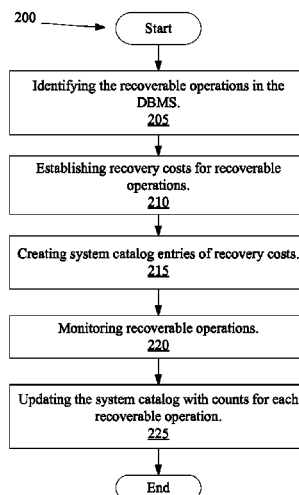 200
Start
Identifying the recoverable operations in the
DBMS.
205
Establishing recovery costs for recoverable
operations.
210
Creating system catalog entries of recovery costs.
215
Monitoring recoverable operations.
220
Updating the system catalog with counts for each
recoverable operation.
225
End